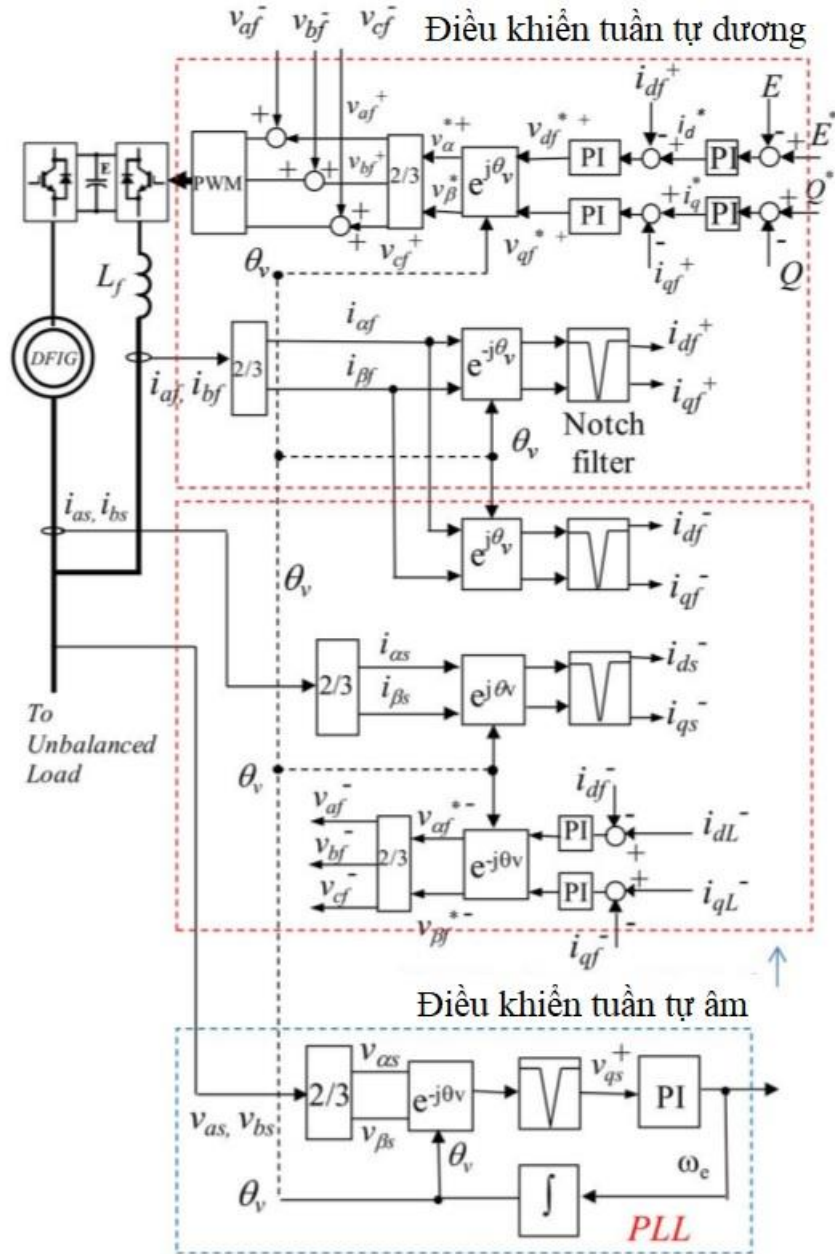 v_af^- v_bf^- v_cf^- Điều khiển tuần tự dương
i_df^+ E
v_af^+ v_α^*+ v_df^*+ i_d^* E^*
+ - + - +
E PWM + v_bf^+ + 2/3 e^jθ_v PI PI
v_β^* PI + i_q^* PI + Q^*
+ + v_cf^+ v_qf^*+ - -
L_f θ_v i_qf^+ Q
i_αf
DFIG 2/3 e^-jθ_v i_df^+
i_af, i_bf i_βf i_qf^+
θ_v Notch
filter
i_as, i_bs
e^jθ_v i_df^-
θ_v i_qf^-
i_αs i_ds^-
2/3 i_βs e^jθv i_qs^-
To
Unbalanced
Load
θ_v i_df^-
v_af^- v_αf^*- PI - i_dL^-
v_bf^- 2/3 e^-jθv +
v_cf^- PI + i_qL^-
v_βf^*- i_qf^- -
Điều khiển tuần tự âm
v_αs v_qs^+
2/3 e^-jθv PI
v_as, v_bs v_βs
θ_v ω_e
θ_v ∫
PLL